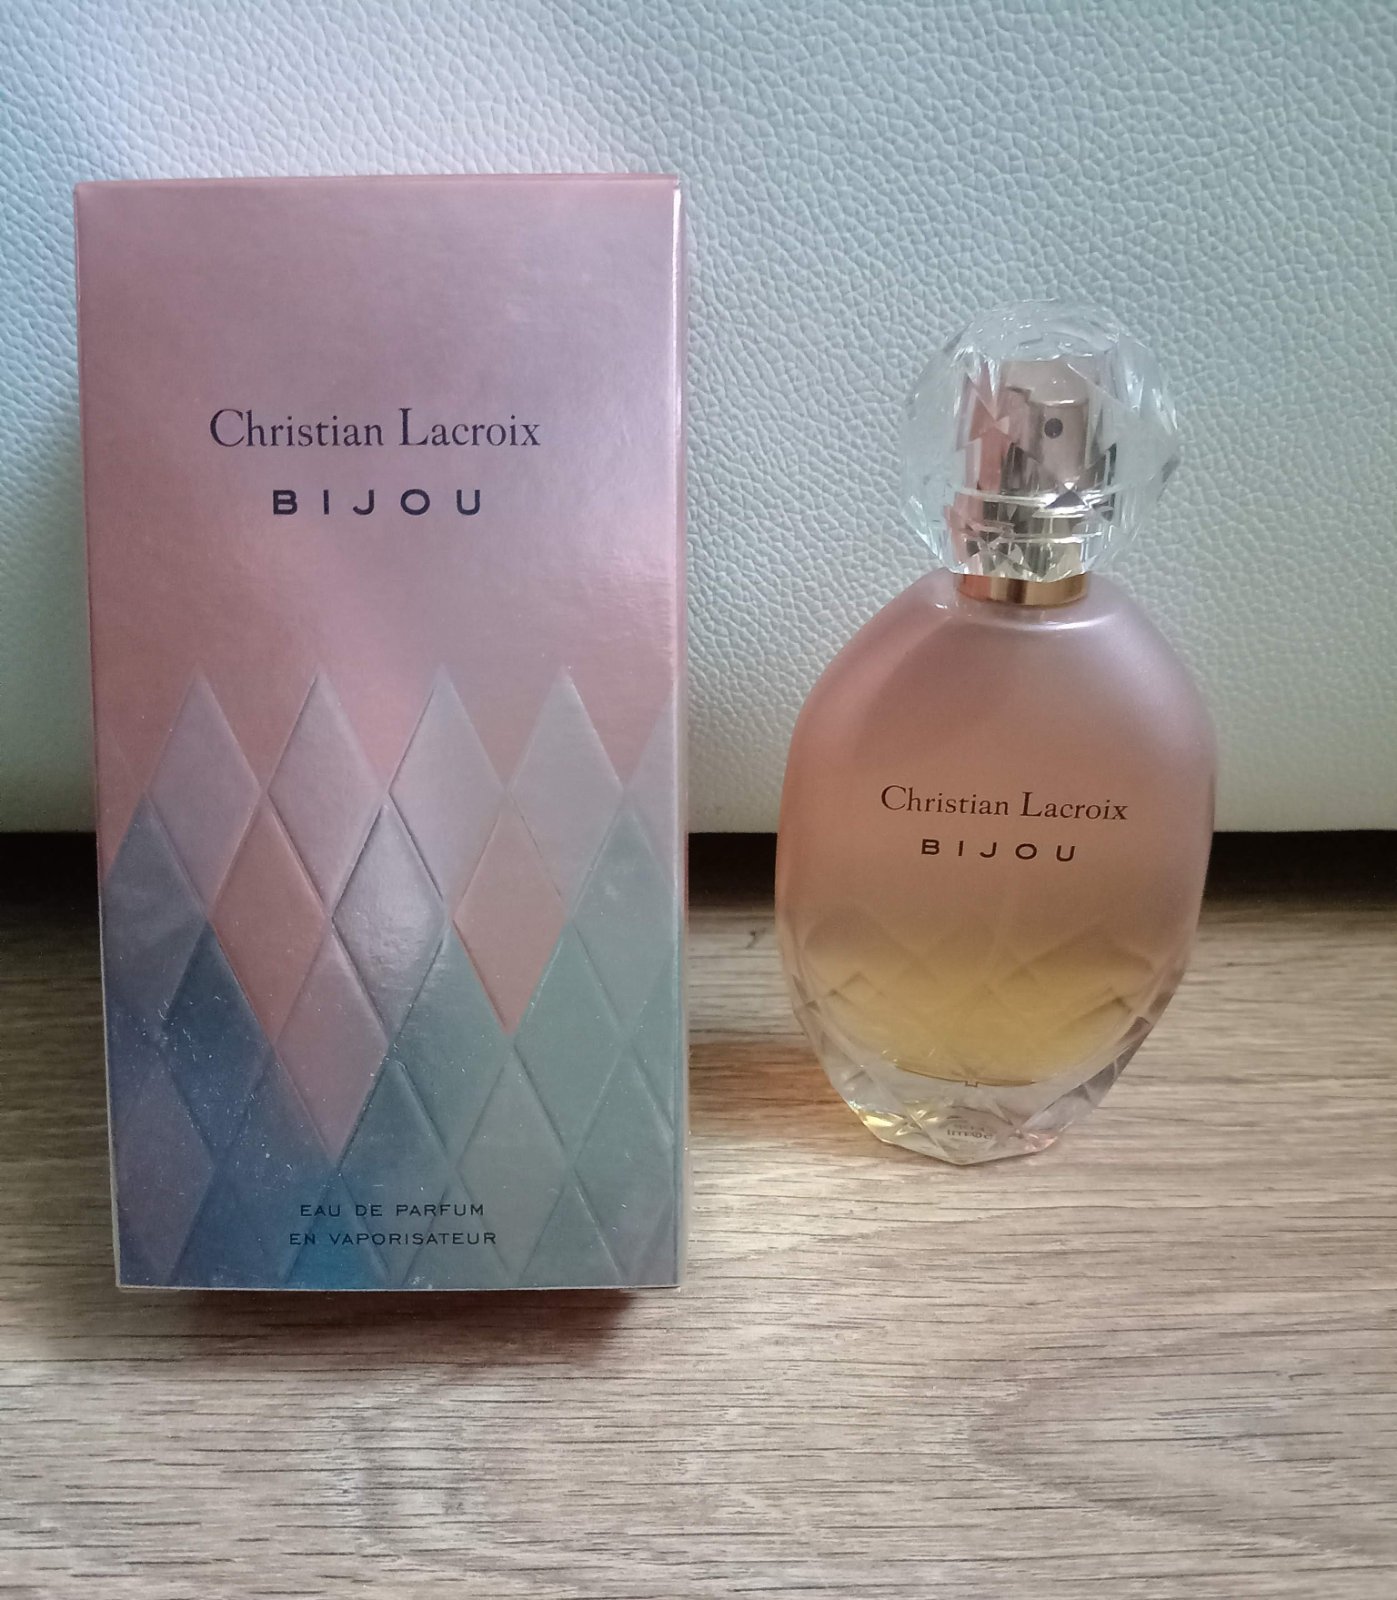 Christian Lacroix
BIJOU
EAU DE PARFUM
EN VAPORISATEUR
Christian Lacroix
BIJOU